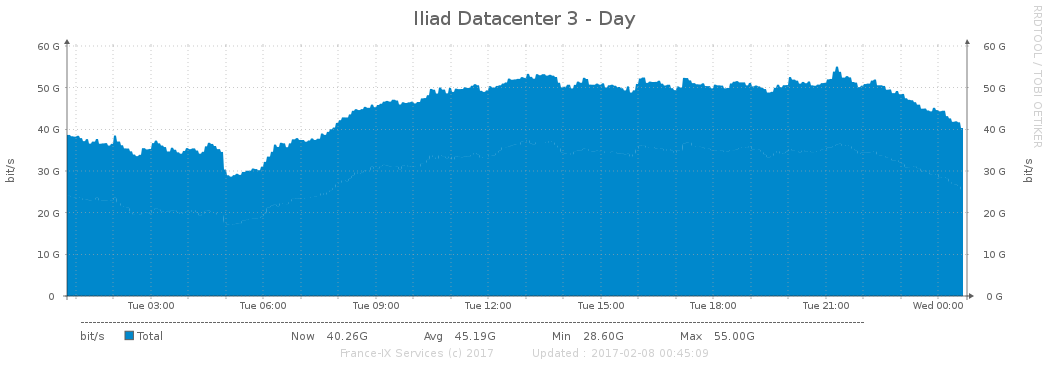 Iliad Datacenter 3 - Day
RRDTOOL / TOBI OETIKER
60 G 60 G
50 G 50 G
40 G 40 G
30 G 30 G
20 G 20 G
10 G 10 G
0 0 G
bit/s bit/s
Tue 03:00 Tue 06:00 Tue 09:00 Tue 12:00 Tue 15:00 Tue 18:00 Tue 21:00 Wed 00:00
bit/s Total Now 40.26G Avg 45.19G Min 28.60G Max 55.00G
France-IX Services (c) 2017 Updated : 2017-02-08 00:45:09